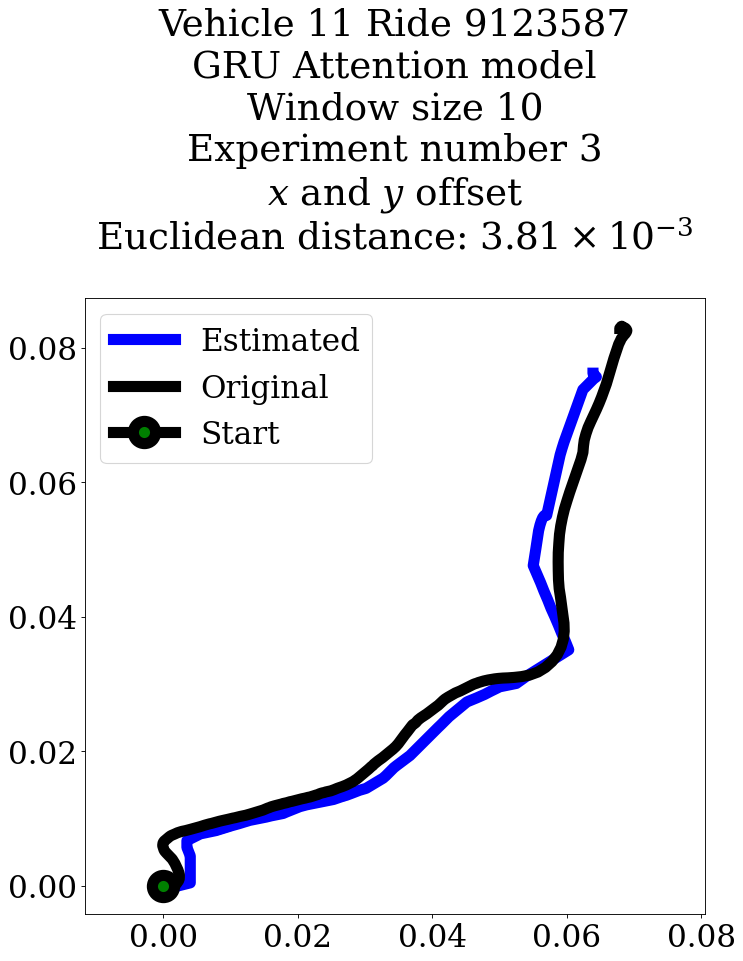 Vehicle 11 Ride 9123587
GRU Attention model
Window size 10
Experiment number 3
x and y offset
Euclidean distance: 3.81 × 10⁻³
Estimated
Original
Start
0.08
0.06
0.04
0.02
0.00
0.00 0.02 0.04 0.06 0.08